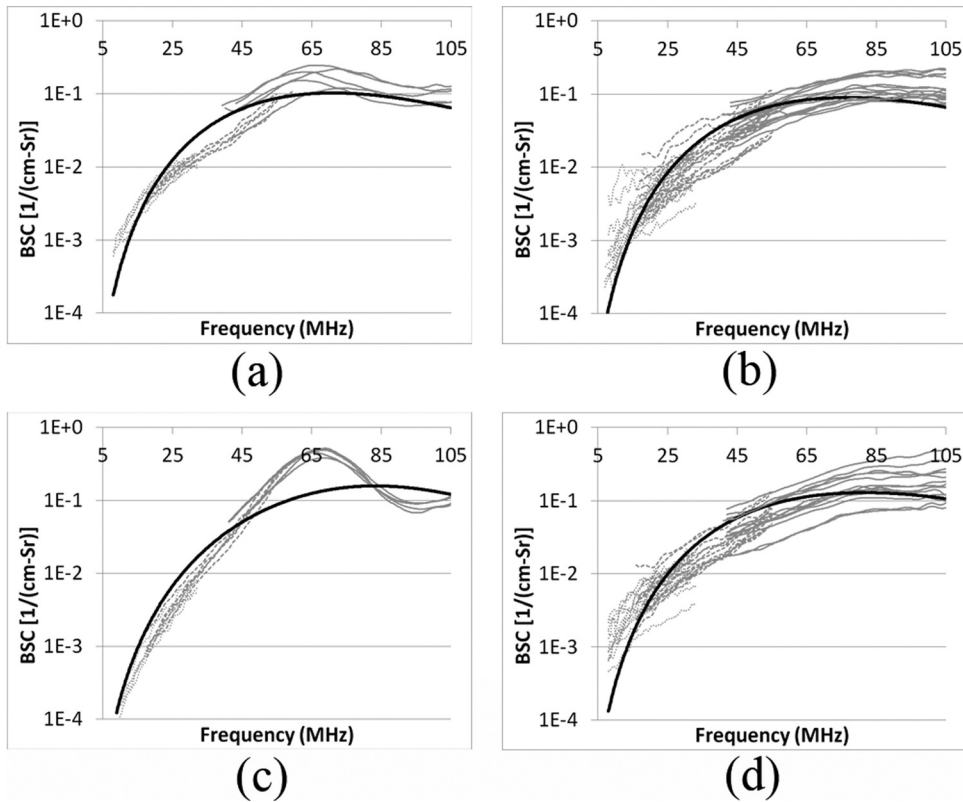 1E+0
5 25 45 65 85 105
1E-1
1E-2
1E-3
1E-4
BSC [1/(cm-Sr)]
Frequency (MHz)
(a)
1E+0
5 25 45 65 85 105
1E-1
1E-2
1E-3
1E-4
BSC [1/(cm-Sr)]
Frequency (MHz)
(b)
1E+0
5 25 45 65 85 105
1E-1
1E-2
1E-3
1E-4
BSC [1/(cm-Sr)]
Frequency (MHz)
(c)
1E+0
5 25 45 65 85 105
1E-1
1E-2
1E-3
1E-4
BSC [1/(cm-Sr)]
Frequency (MHz)
(d)